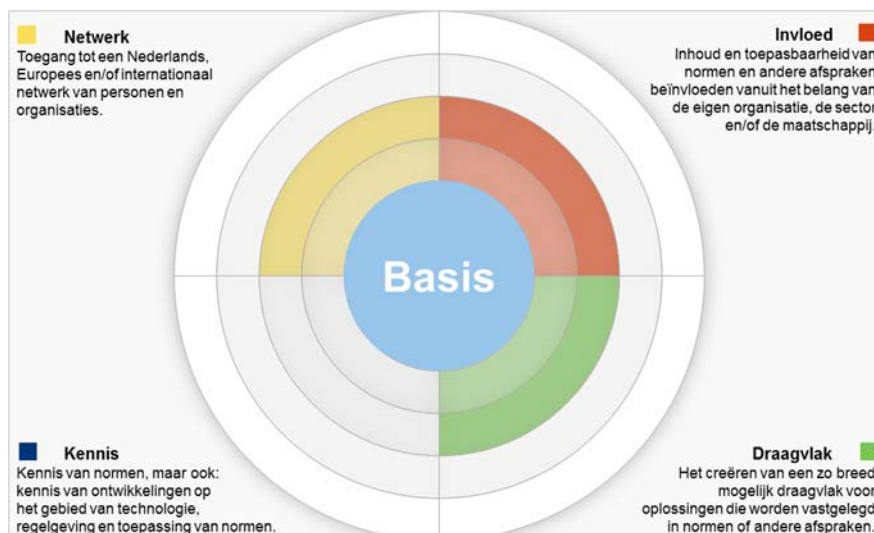 Netwerk
Toegang tot een Nederlands,
Europees en/of internationaal
netwerk van personen en
organisaties.
Invloed
Inhoud en toepasbaarheid van
normen en andere afspraken
beïnvloeden vanuit het belang van
de eigen organisatie, de sector
en/of de maatschappij.
Basis
Kennis
Kennis van normen, maar ook:
kennis van ontwikkelingen op
het gebied van technologie,
regelgeving en toepassing van normen.
Draagvlak
Het creëren van een zo breed
mogelijk draagvlak voor
oplossingen die worden vastgelegd
in normen of andere afspraken.